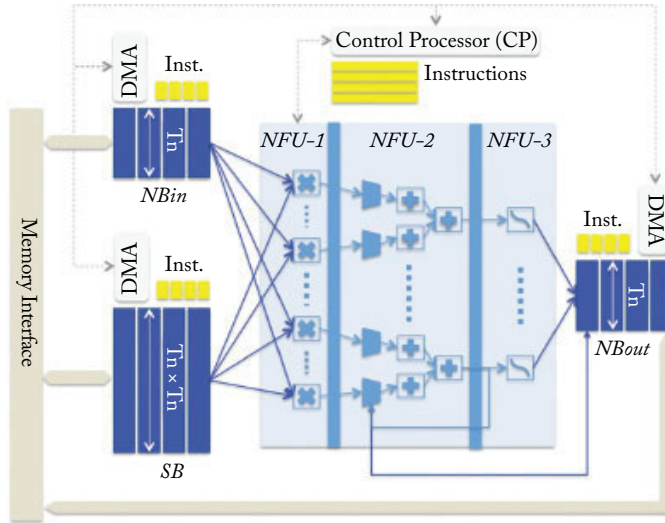 Control Processor (CP)
DMA
Inst.
Instructions
Tn
NBin
NFU-1
NFU-2
NFU-3
Memory Interface
DMA
Inst.
Tn × Tn
SB
DMA
Inst.
Tn
NBout